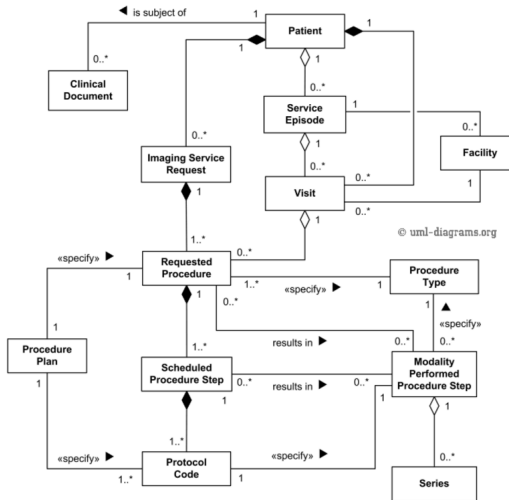 ◄ is subject of
1
Patient
1
1
1
0..*
0..*
Clinical
Document
Service
Episode
1
0..*
Facility
1
1
0..*
Imaging Service
Request
1
0..*
Visit
0..*
0..*
1
© uml-diagrams.org
1..*
0..*
«specify» ►
1
Requested
Procedure
1..*
«specify» ►
1
Procedure
Type
1
0..*
1
1
▲
«specify»
1
1..*
results in ►
0..*
0..*
Procedure
Plan
1
Scheduled
Procedure Step
0..*
1
results in ►
0..*
Modality
Performed
Procedure Step
1
1
1..*
«specify» ►
1..*
Protocol
Code
1
«specify» ►
0..*
Series